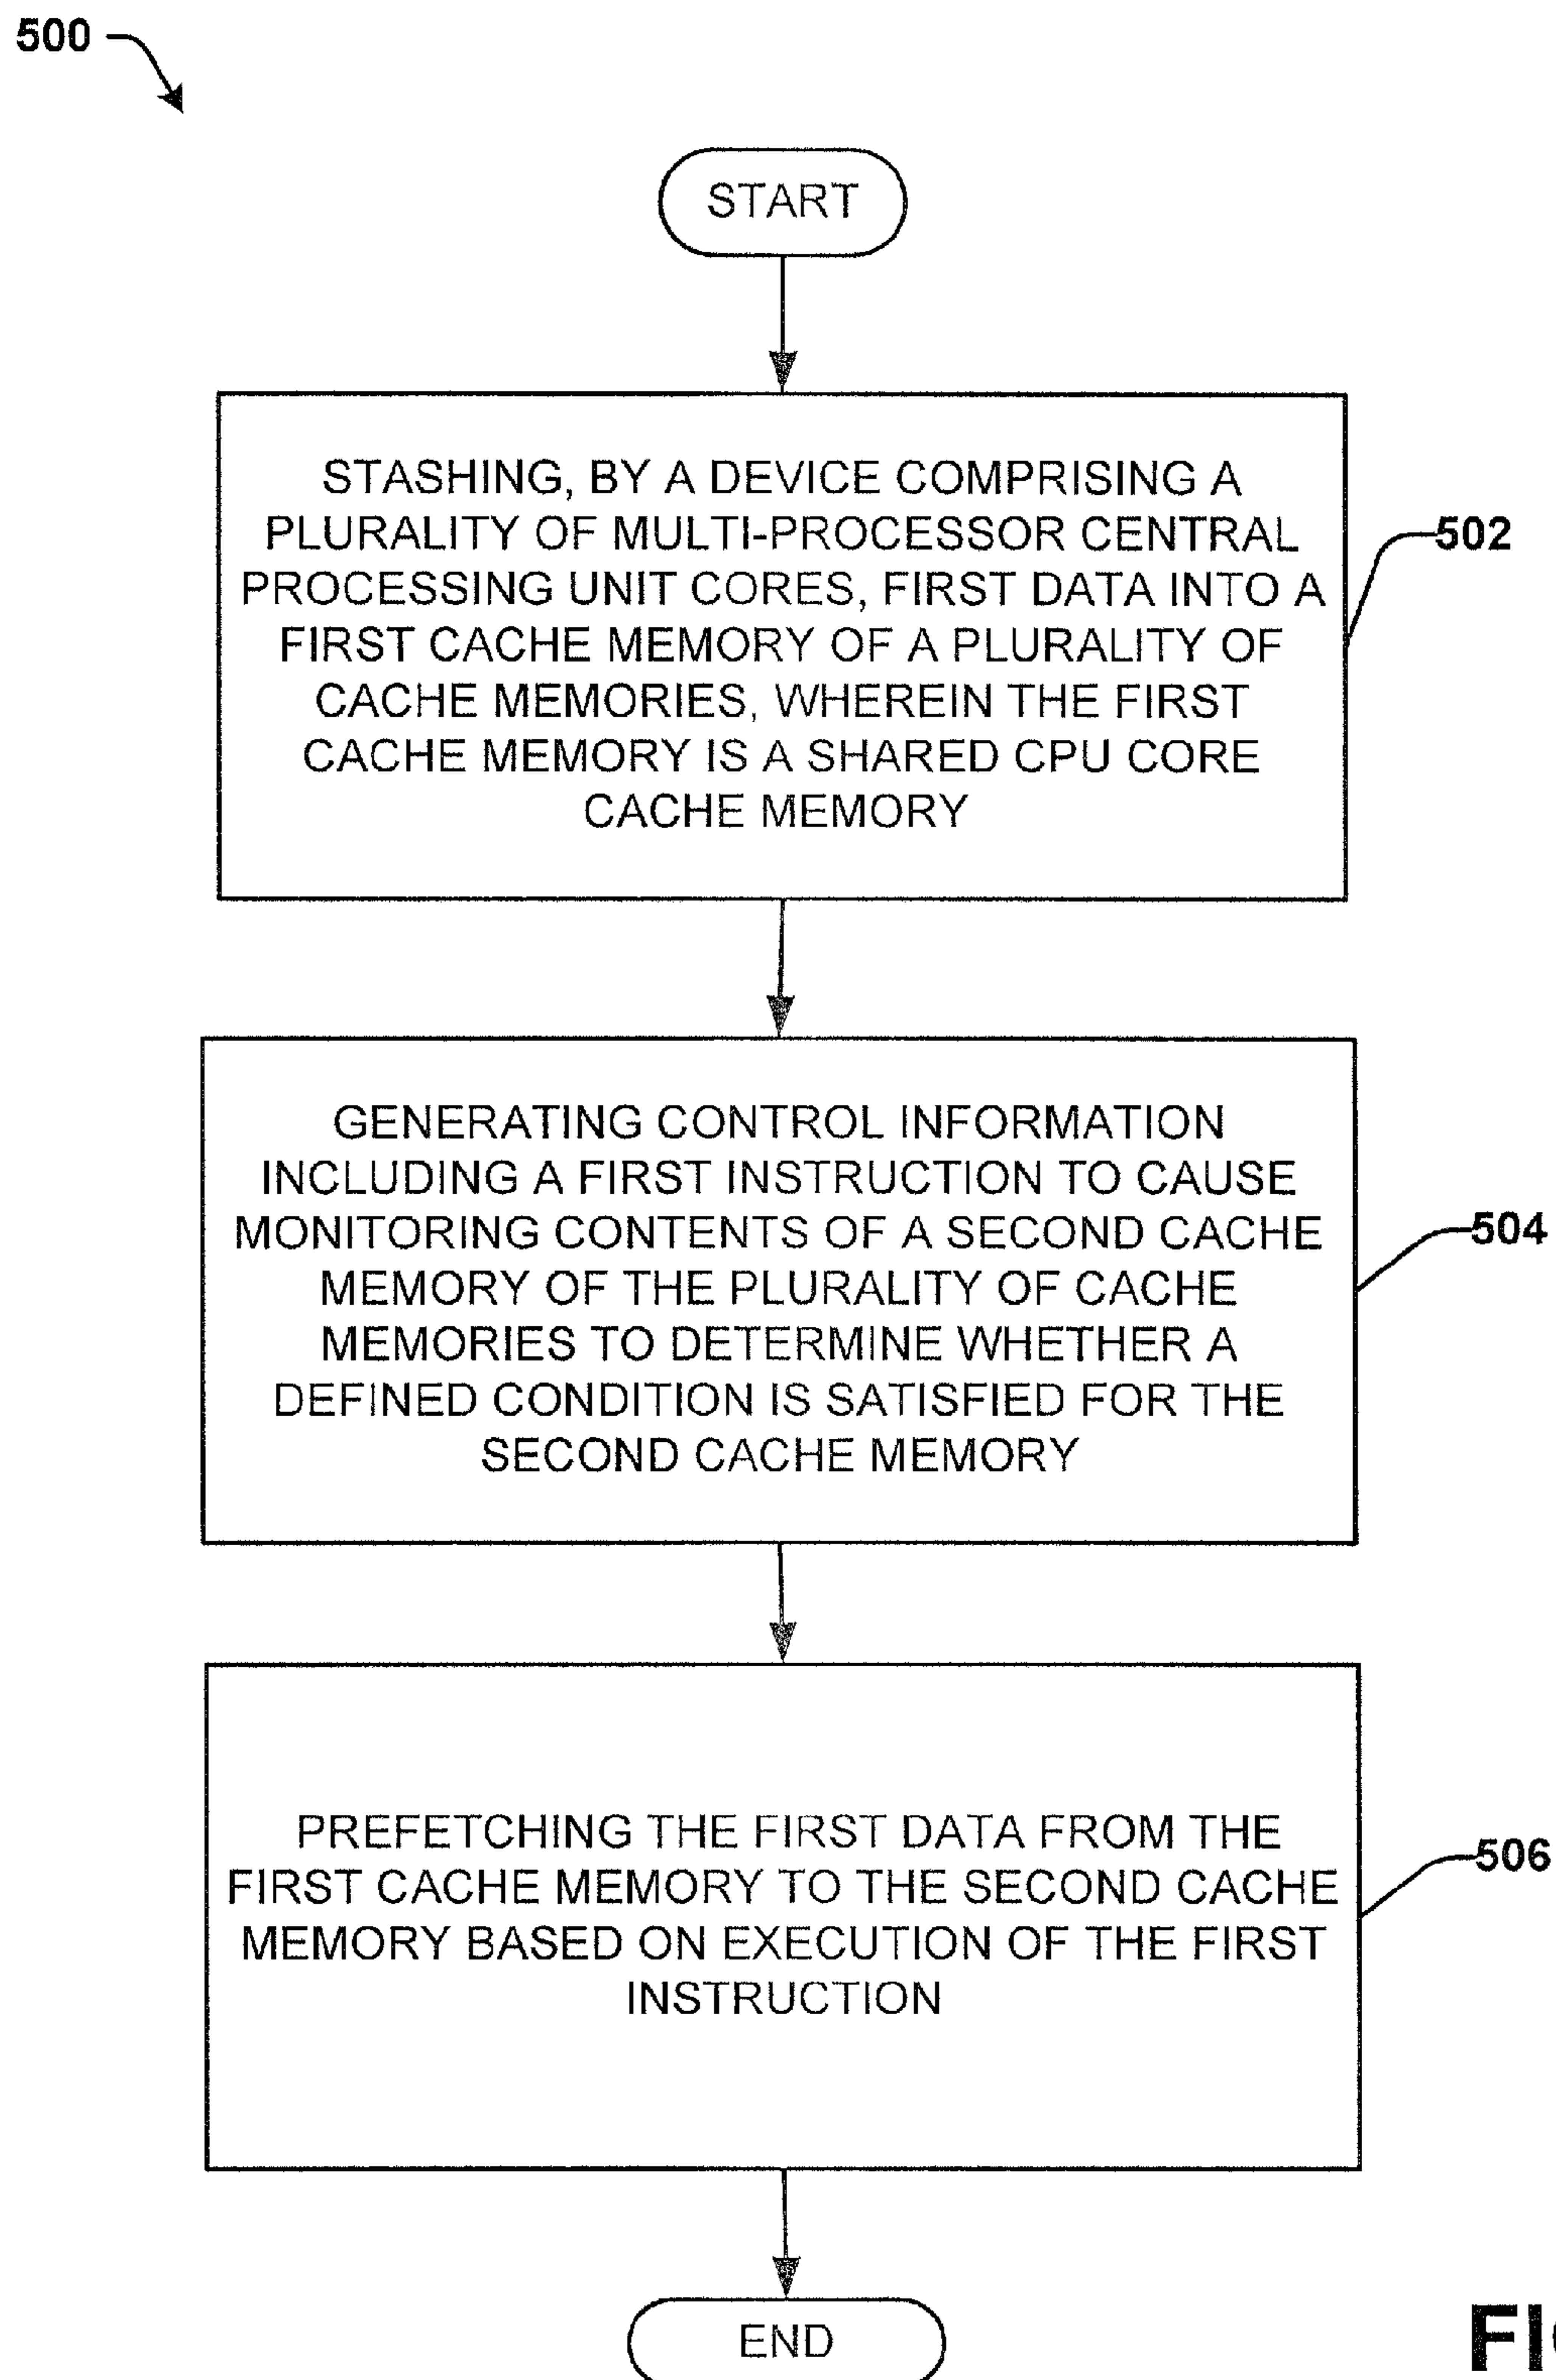 500
START
STASHING, BY A DEVICE COMPRISING A
PLURALITY OF MULTI-PROCESSOR CENTRAL
PROCESSING UNIT CORES, FIRST DATA INTO A
FIRST CACHE MEMORY OF A PLURALITY OF
CACHE MEMORIES, WHEREIN THE FIRST
CACHE MEMORY IS A SHARED CPU CORE
CACHE MEMORY
502
GENERATING CONTROL INFORMATION
INCLUDING A FIRST INSTRUCTION TO CAUSE
MONITORING CONTENTS OF A SECOND CACHE
MEMORY OF THE PLURALITY OF CACHE
MEMORIES TO DETERMINE WHETHER A
DEFINED CONDITION IS SATISFIED FOR THE
SECOND CACHE MEMORY
504
PREFETCHING THE FIRST DATA FROM THE
FIRST CACHE MEMORY TO THE SECOND CACHE
MEMORY BASED ON EXECUTION OF THE FIRST
INSTRUCTION
506
END